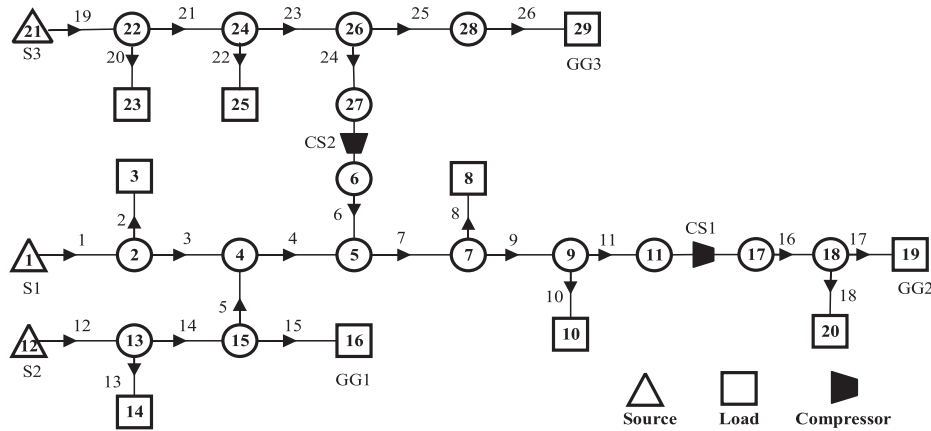 19 21 23 25 26
21 22 24 26 28 29
S3 20 22 24 GG3
23 25 27
CS2
3 6 8
2 6 8 CS1
1 3 4 7 9 11 16 17
1 2 4 5 7 9 11 17 18 19
S1 5 10 18 GG2
12 14 15 10 20
12 13 15 16
S2 13 GG1
14
Source Load Compressor